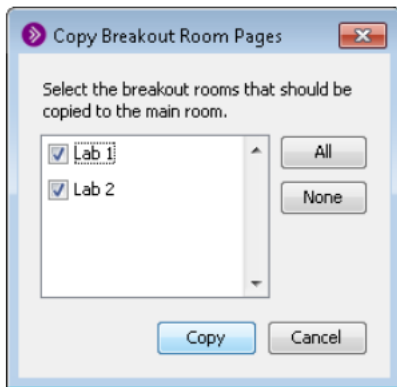 Copy Breakout Room Pages
Select the breakout rooms that should be
copied to the main room.
Lab 1
All
Lab 2
None
Copy
Cancel